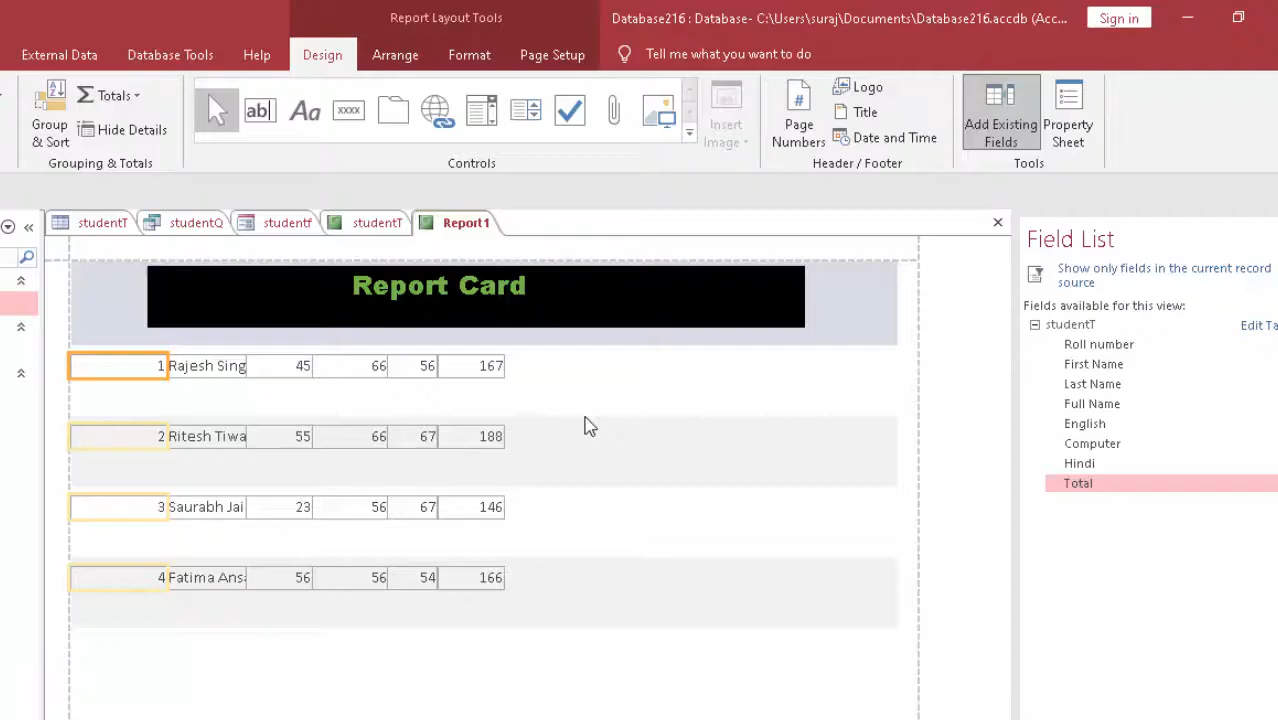 Report Layout Tools
Database216 : Database- C:\Users\suraj\Documents\Database216.accdb (Acc...
Sign in
External Data
Database Tools
Help
Design
Arrange
Format
Page Setup
Tell me what you want to do
Group
& Sort
Totals
Hide Details
Grouping & Totals
ab
Aa
xxxx
Controls
Insert
Image
Page
Numbers
Logo
Title
Date and Time
Header / Footer
Add Existing
Fields
Property
Sheet
Tools
studentT
studentQ
studentf
studentT
Report1
Report Card
1 Rajesh Sing 45 66 56 167
2 Ritesh Tiwa 55 66 67 188
3 Saurabh Jai 23 56 67 146
4 Fatima Ansa 56 56 54 166
Field List
Show only fields in the current record
source
Fields available for this view:
studentT
Edit Ta
Roll number
First Name
Last Name
Full Name
English
Computer
Hindi
Total